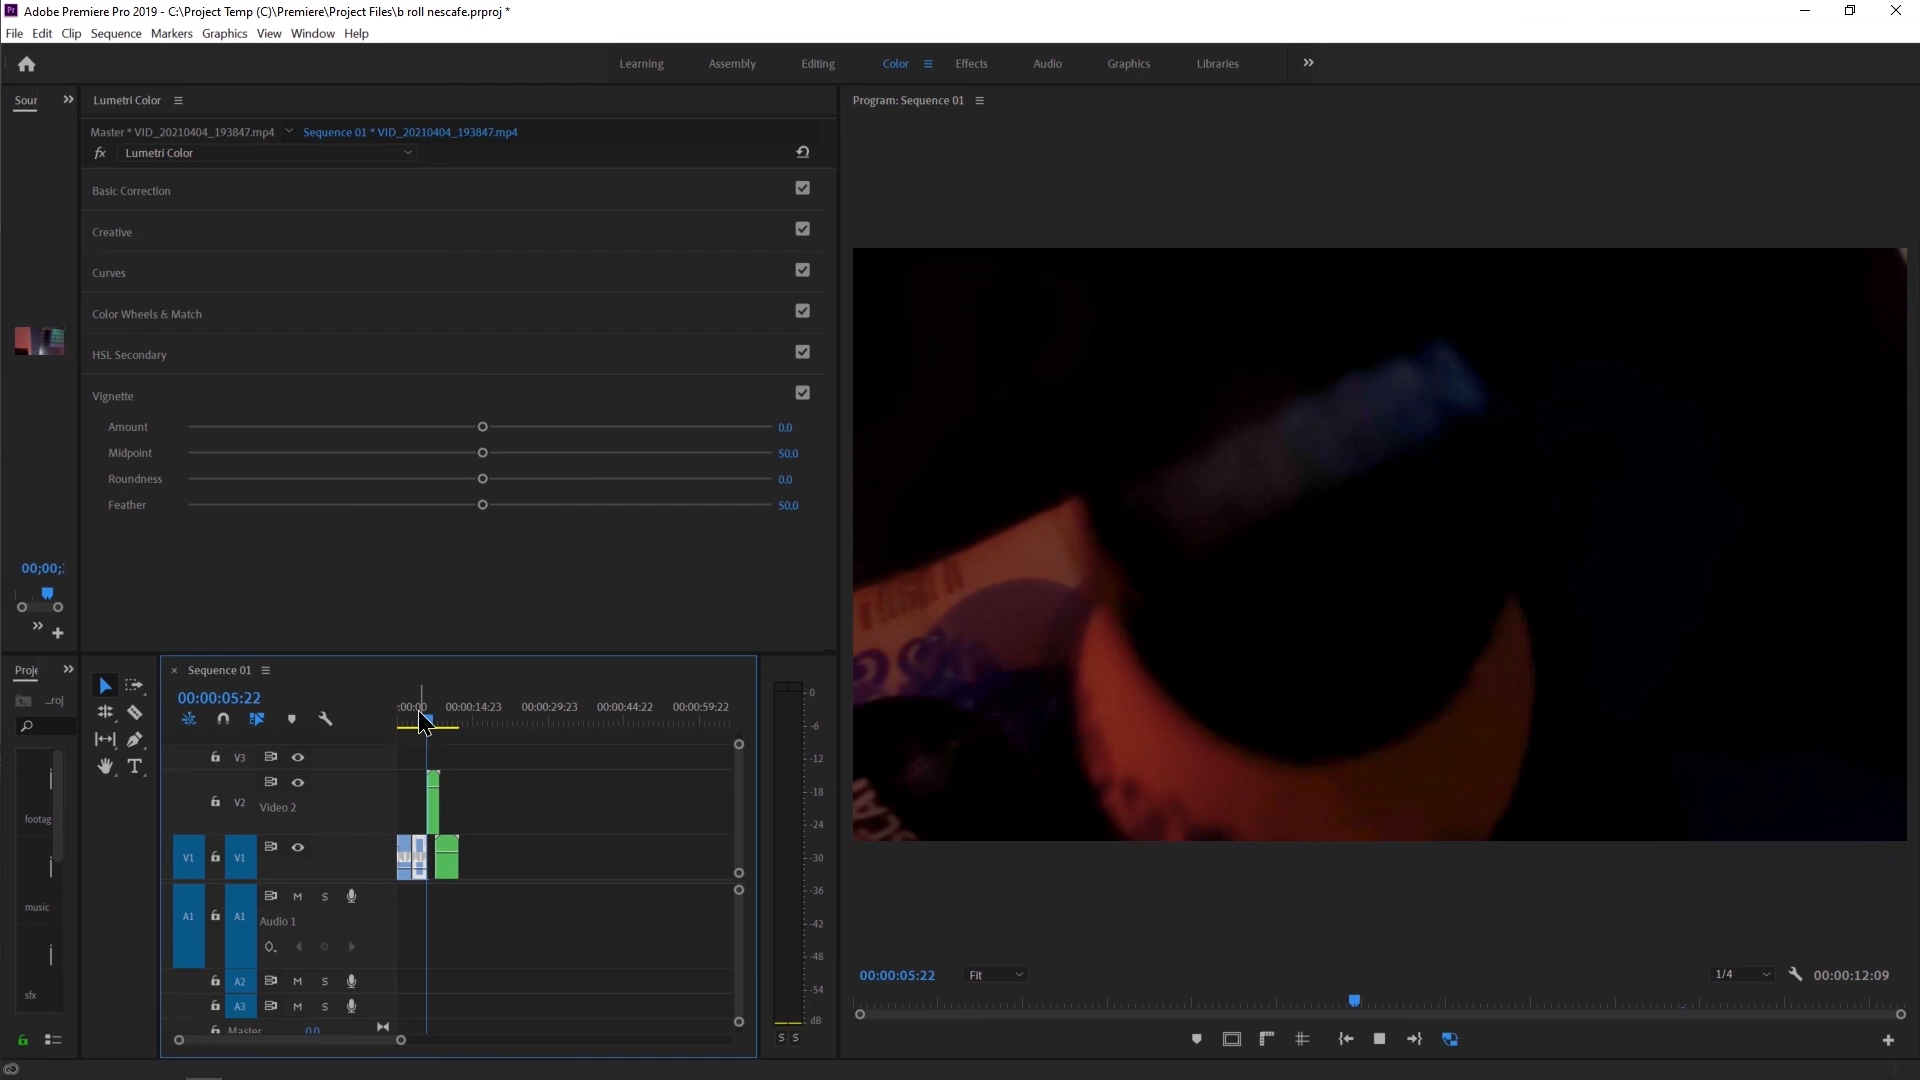 Adobe Premiere Pro 2019 - C:\Project Temp (C)\Premiere\Project Files\b roll nescafe.prproj *
File Edit Clip Sequence Markers Graphics View Window Help
Learning Assembly Editing Color Effects Audio Graphics Libraries
Sour Lumetri Color
Program: Sequence 01
Master * VID_20210404_193847.mp4 Sequence 01 * VID_20210404_193847.mp4
fx Lumetri Color
Basic Correction
Creative
Curves
Color Wheels & Match
HSL Secondary
Vignette
Amount 0.0
Midpoint 50.0
Roundness 0.0
Feather 50.0
00;00;
Proje
_.roj
footag
music
sfx
Sequence 01
00:00:05:22
:00:00 00:00:14:23 00:00:29:23 00:00:44:22 00:00:59:22
V3
V2 Video 2
V1 V1
A1 A1 M S
Audio 1
A2 M S
A3 M S
Master 0.0
0
-6
-12
-18
-24
-30
-36
-42
-48
-54
dB
S S
00:00:05:22 Fit 1/4 00:00:12:09